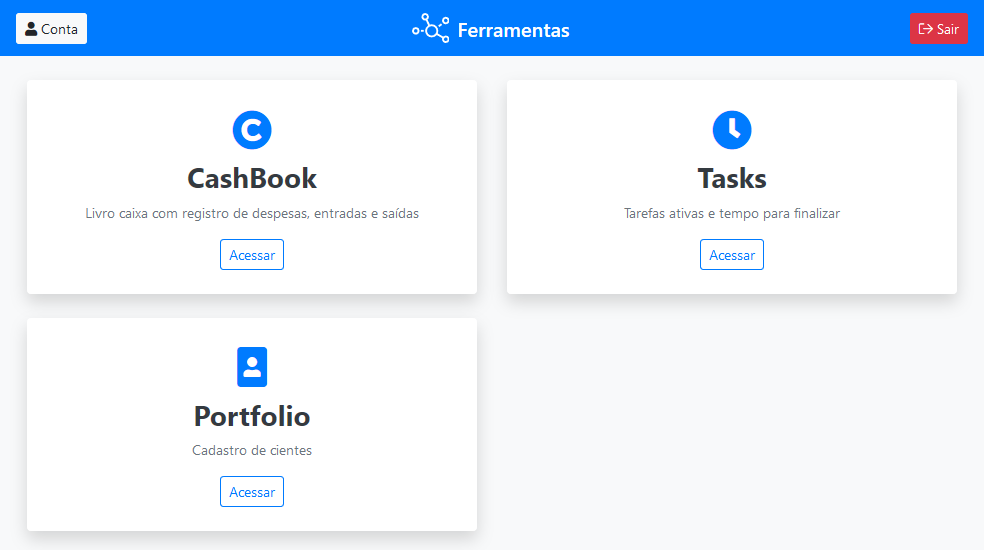 Conta
Ferramentas
Sair
CashBook
Livro caixa com registro de despesas, entradas e saídas
Acessar
Tasks
Tarefas ativas e tempo para finalizar
Acessar
Portfolio
Cadastro de cientes
Acessar